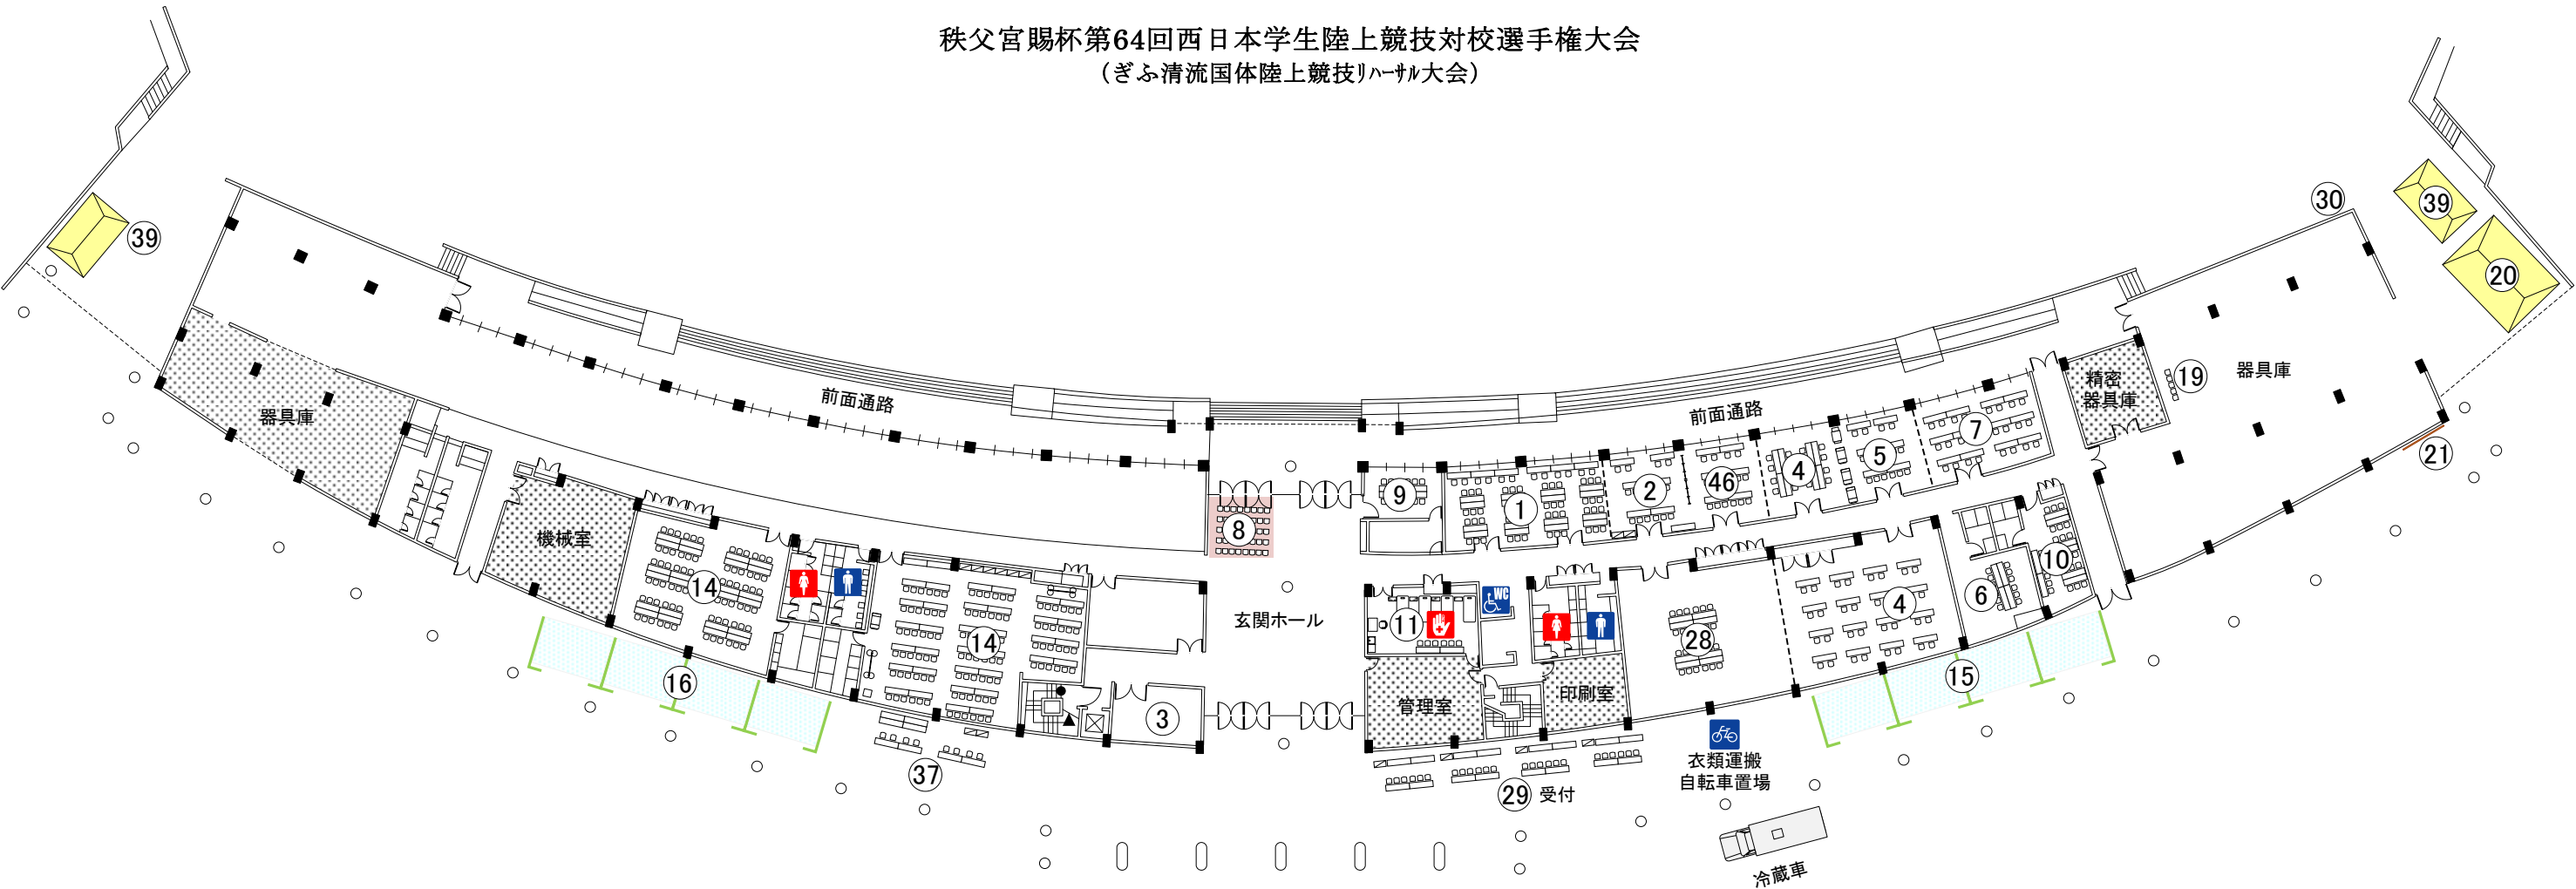 秩父宮賜杯第64回西日本学生陸上競技対校選手権大会
（ぎふ清流国体陸上競技ﾘﾊｰｻﾙ大会）
39
30
39
20
前面通路
前面通路
器具庫
精密
器具庫
19
器具庫
21
機械室
14
14
8
9
1
2
46
4
5
7
玄関ホール
11
WC
28
4
6
10
16
3
管理室
印刷室
15
37
29 受付
衣類運搬
自転車置場
冷蔵車